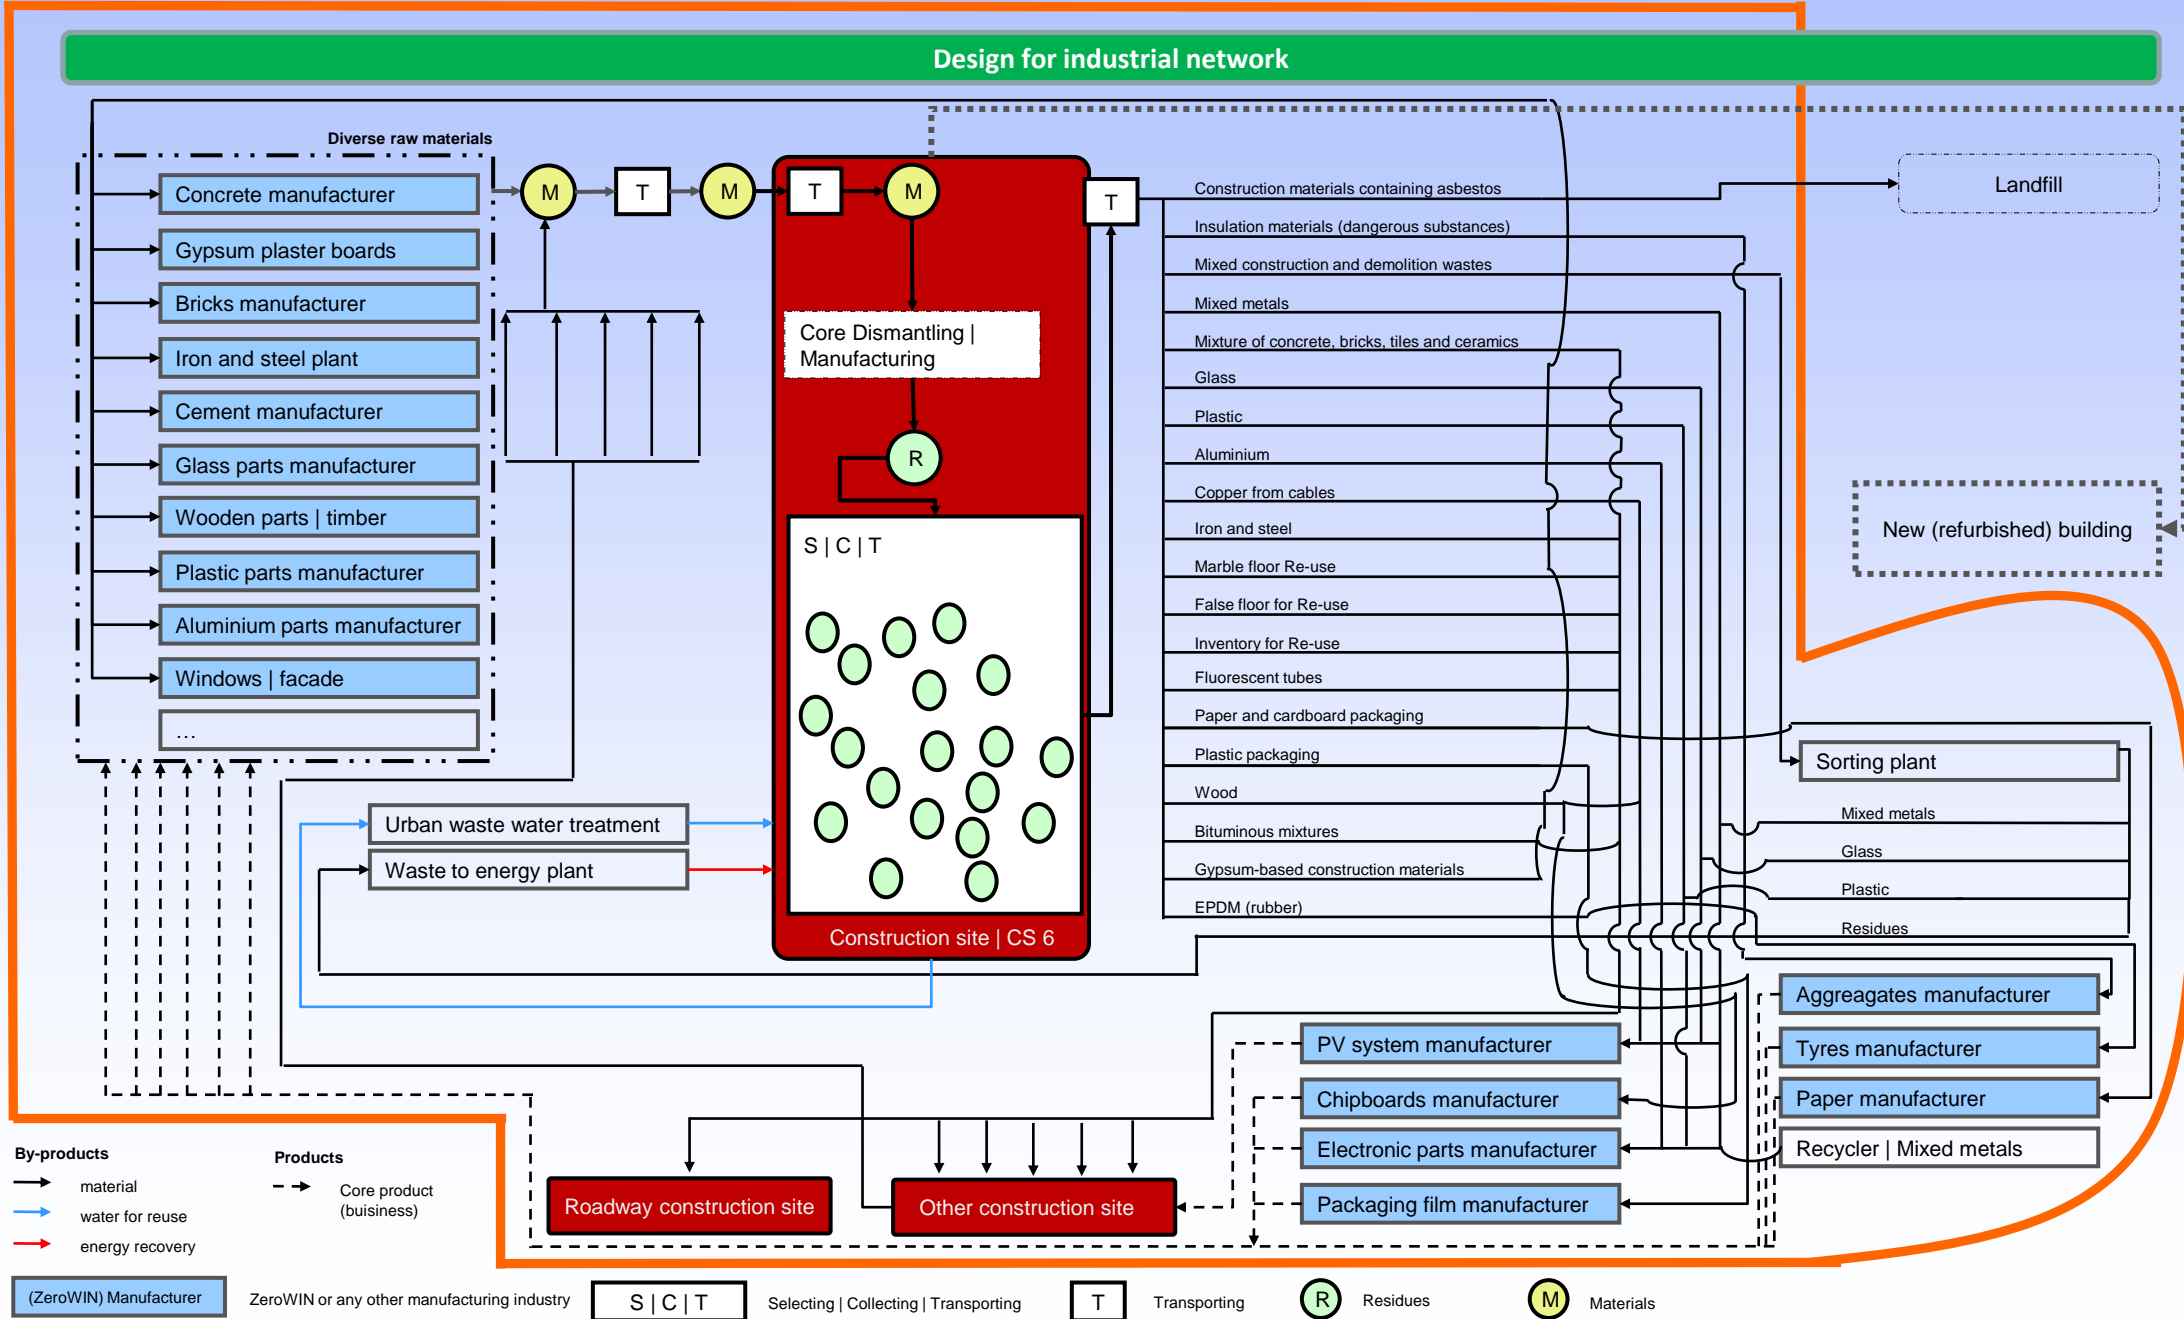 Design for industrial network
Diverse raw materials
Concrete manufacturer
Gypsum plaster boards
Bricks manufacturer
Iron and steel plant
Cement manufacturer
Glass parts manufacturer
Wooden parts | timber
Plastic parts manufacturer
Aluminium parts manufacturer
Windows | facade
...
M
T
M
T
M
T
Core Dismantling |
Manufacturing
R
S | C | T
Construction site | CS 6
Urban waste water treatment
Waste to energy plant
Construction materials containing asbestos
Insulation materials (dangerous substances)
Mixed construction and demolition wastes
Mixed metals
Mixture of concrete, bricks, tiles and ceramics
Glass
Plastic
Aluminium
Copper from cables
Iron and steel
Marble floor Re-use
False floor for Re-use
Inventory for Re-use
Fluorescent tubes
Paper and cardboard packaging
Plastic packaging
Wood
Bituminous mixtures
Gypsum-based construction materials
EPDM (rubber)
Landfill
New (refurbished) building
Sorting plant
Mixed metals
Glass
Plastic
Residues
Aggreagates manufacturer
Tyres manufacturer
Paper manufacturer
Recycler | Mixed metals
PV system manufacturer
Chipboards manufacturer
Electronic parts manufacturer
Packaging film manufacturer
Roadway construction site
Other construction site
By-products
material
water for reuse
energy recovery
Products
Core product
(buisiness)
(ZeroWIN) Manufacturer
ZeroWIN or any other manufacturing industry
S | C | T
Selecting | Collecting | Transporting
T
Transporting
R
Residues
M
Materials